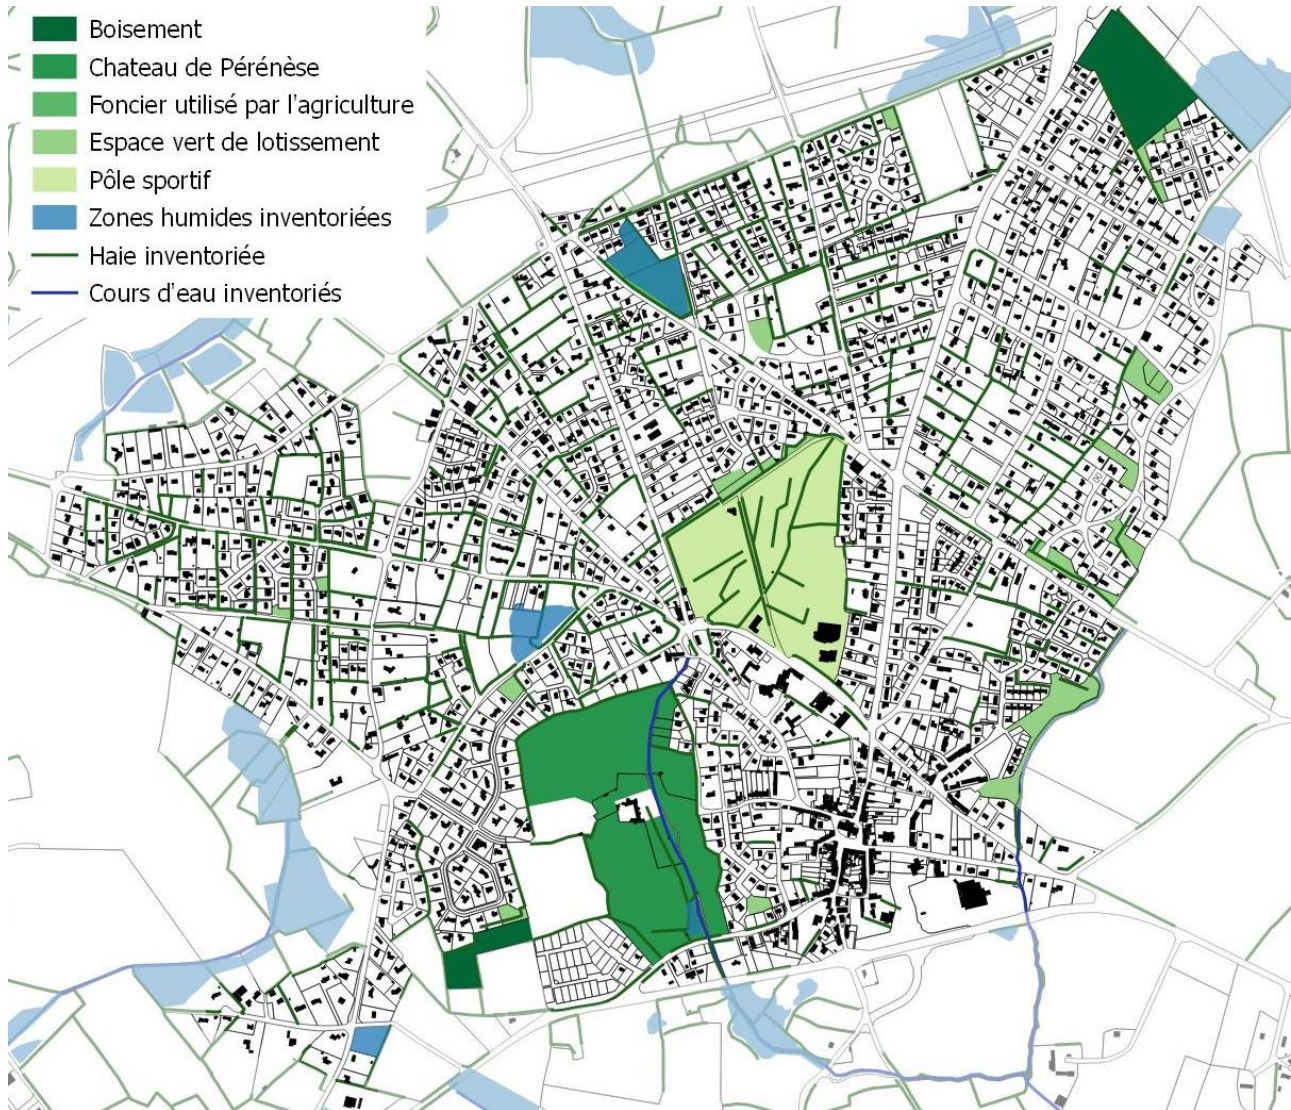 Boisement
Chateau de Pérénèse
Foncier utilisé par l'agriculture
Espace vert de lotissement
Pôle sportif
Zones humides inventoriées
Haie inventoriée
Cours d'eau inventoriés